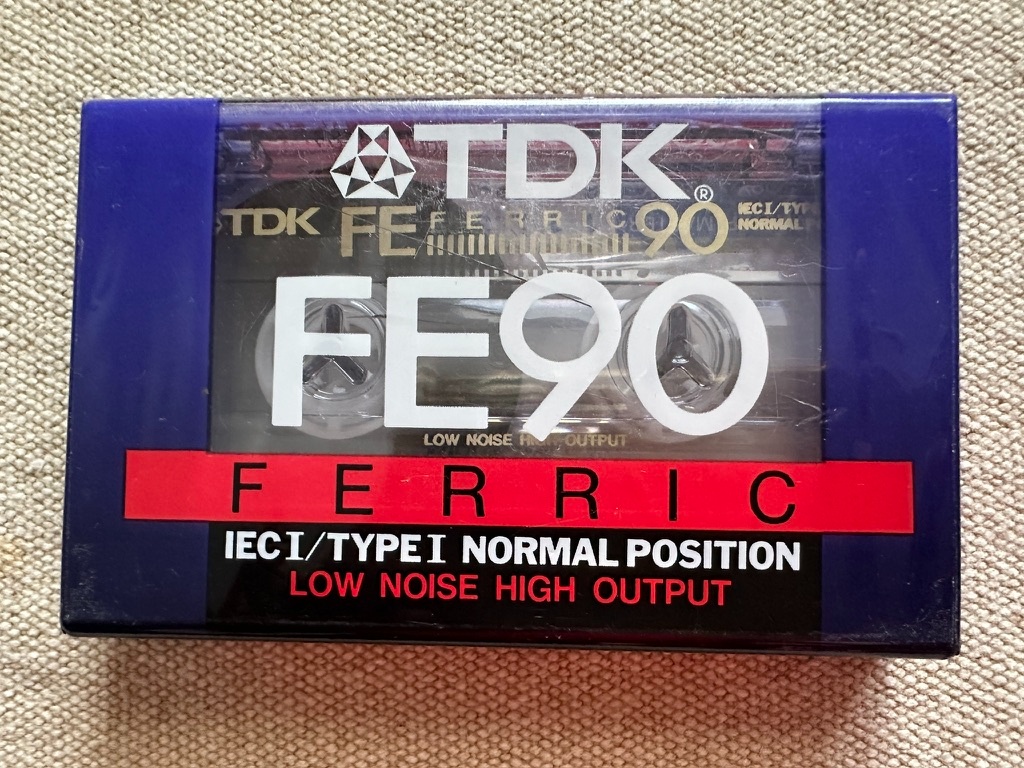 TDK®
TDK FE FERRIC 90 IEC I/TYPE
NORMAL
FE90
LOW NOISE HIGH OUTPUT
FERRIC
IEC I/TYPE I NORMAL POSITION
LOW NOISE HIGH OUTPUT